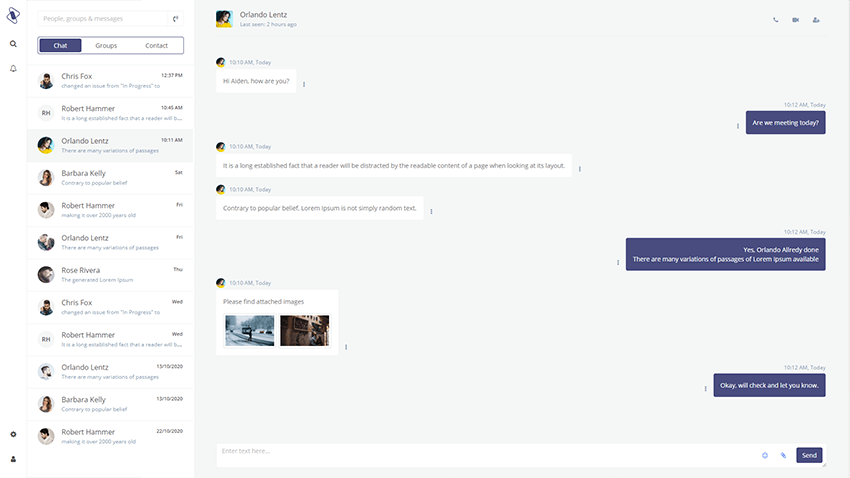 People, groups & messages
Chat
Groups
Contact
Chris Fox
12:37 PM
changed an issue from "In Progress" to
RH
Robert Hammer
10:45 AM
It is a long established fact that a reader will be...
Orlando Lentz
10:11 AM
There are many variations of passages
Barbara Kelly
Sat
Contrary to popular belief
Robert Hammer
Fri
making it over 2000 years old
Orlando Lentz
Fri
There are many variations of passages
Rose Rivera
Thu
The generated Lorem Ipsum
Chris Fox
Wed
changed an issue from "In Progress" to
RH
Robert Hammer
Wed
It is a long established fact that a reader will be...
Orlando Lentz
13/10/2020
There are many variations of passages
Barbara Kelly
13/10/2020
Contrary to popular belief
Robert Hammer
22/10/2020
making it over 2000 years old
Orlando Lentz
Last seen: 2 hours ago
10:10 AM, Today
Hi Aiden, how are you?
10:12 AM, Today
Are we meeting today?
10:10 AM, Today
It is a long established fact that a reader will be distracted by the readable content of a page when looking at its layout.
10:10 AM, Today
Contrary to popular belief. Lorem Ipsum is not simply random text.
10:12 AM, Today
Yes, Orlando Allredy done
There are many variations of passages of Lorem Ipsum available
10:10 AM, Today
Please find attached images
10:12 AM, Today
Okay, will check and let you know.
Enter text here...
Send